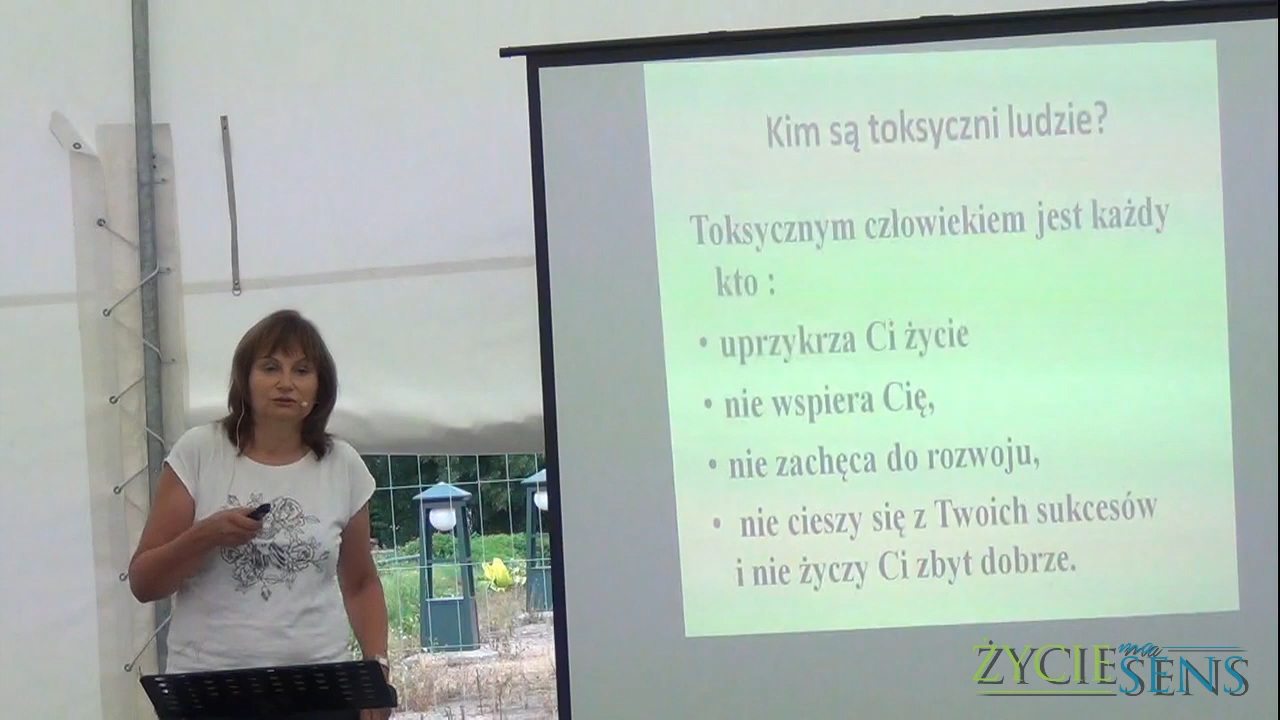 Kim są toksyczni ludzie?
Toksycznym człowiekiem jest każdy
kto :
• uprzykrza Ci życie
• nie wspiera Cię,
• nie zachęca do rozwoju,
• nie cieszy się z Twoich sukcesów
i nie życzy Ci zbyt dobrze.
ŻYCIE ma SENS